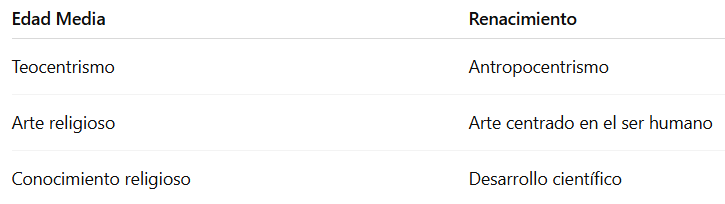 Edad Media Renacimiento
Teocentrismo Antropocentrismo
Arte religioso Arte centrado en el ser humano
Conocimiento religioso Desarrollo científico